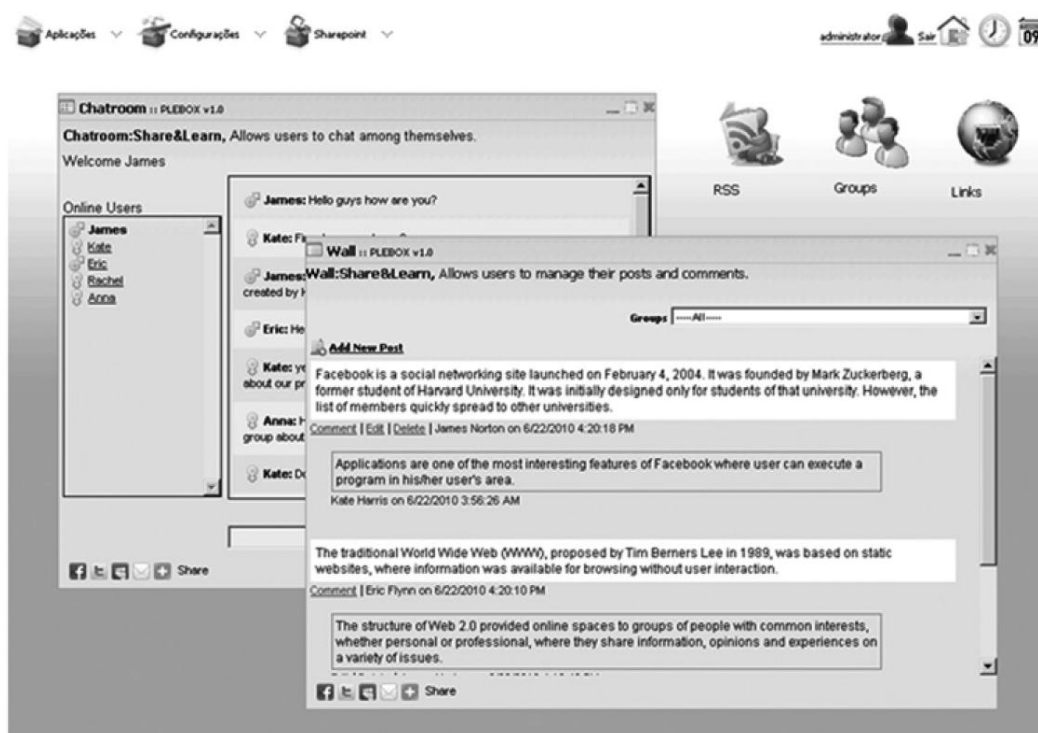 Aplicações
Configurações
Sharepoint
administrator
Sair
09
Chatroom :: PLEBOX v1.0
Chatroom:Share&Learn, Allows users to chat among themselves.
Welcome James
Online Users
James
Kate
Eric
Rachel
Anna
James: Hello guys how are you?
Kate:
James:
created by
Eric: He
Kate: ye
about our pr
Anna: H
group about
Kate: Do
Share
RSS
Groups
Links
Wall :: PLEBOX v1.0
Wall:Share&Learn, Allows users to manage their posts and comments.
Groups ----All----
Add New Post
Facebook is a social networking site launched on February 4, 2004. It was founded by Mark Zuckerberg, a
former student of Harvard University. It was initially designed only for students of that university. However, the
list of members quickly spread to other universities.
Comment | Edit | Delete | James Norton on 6/22/2010 4:20:18 PM
Applications are one of the most interesting features of Facebook where user can execute a
program in his/her user's area.
Kate Harris on 6/22/2010 3:56:26 AM
The traditional World Wide Web (WWW), proposed by Tim Berners Lee in 1989, was based on static
websites, where information was available for browsing without user interaction.
Comment | Eric Flynn on 6/22/2010 4:20:10 PM
The structure of Web 2.0 provided online spaces to groups of people with common interests,
whether personal or professional, where they share information, opinions and experiences on
a variety of issues.
Share